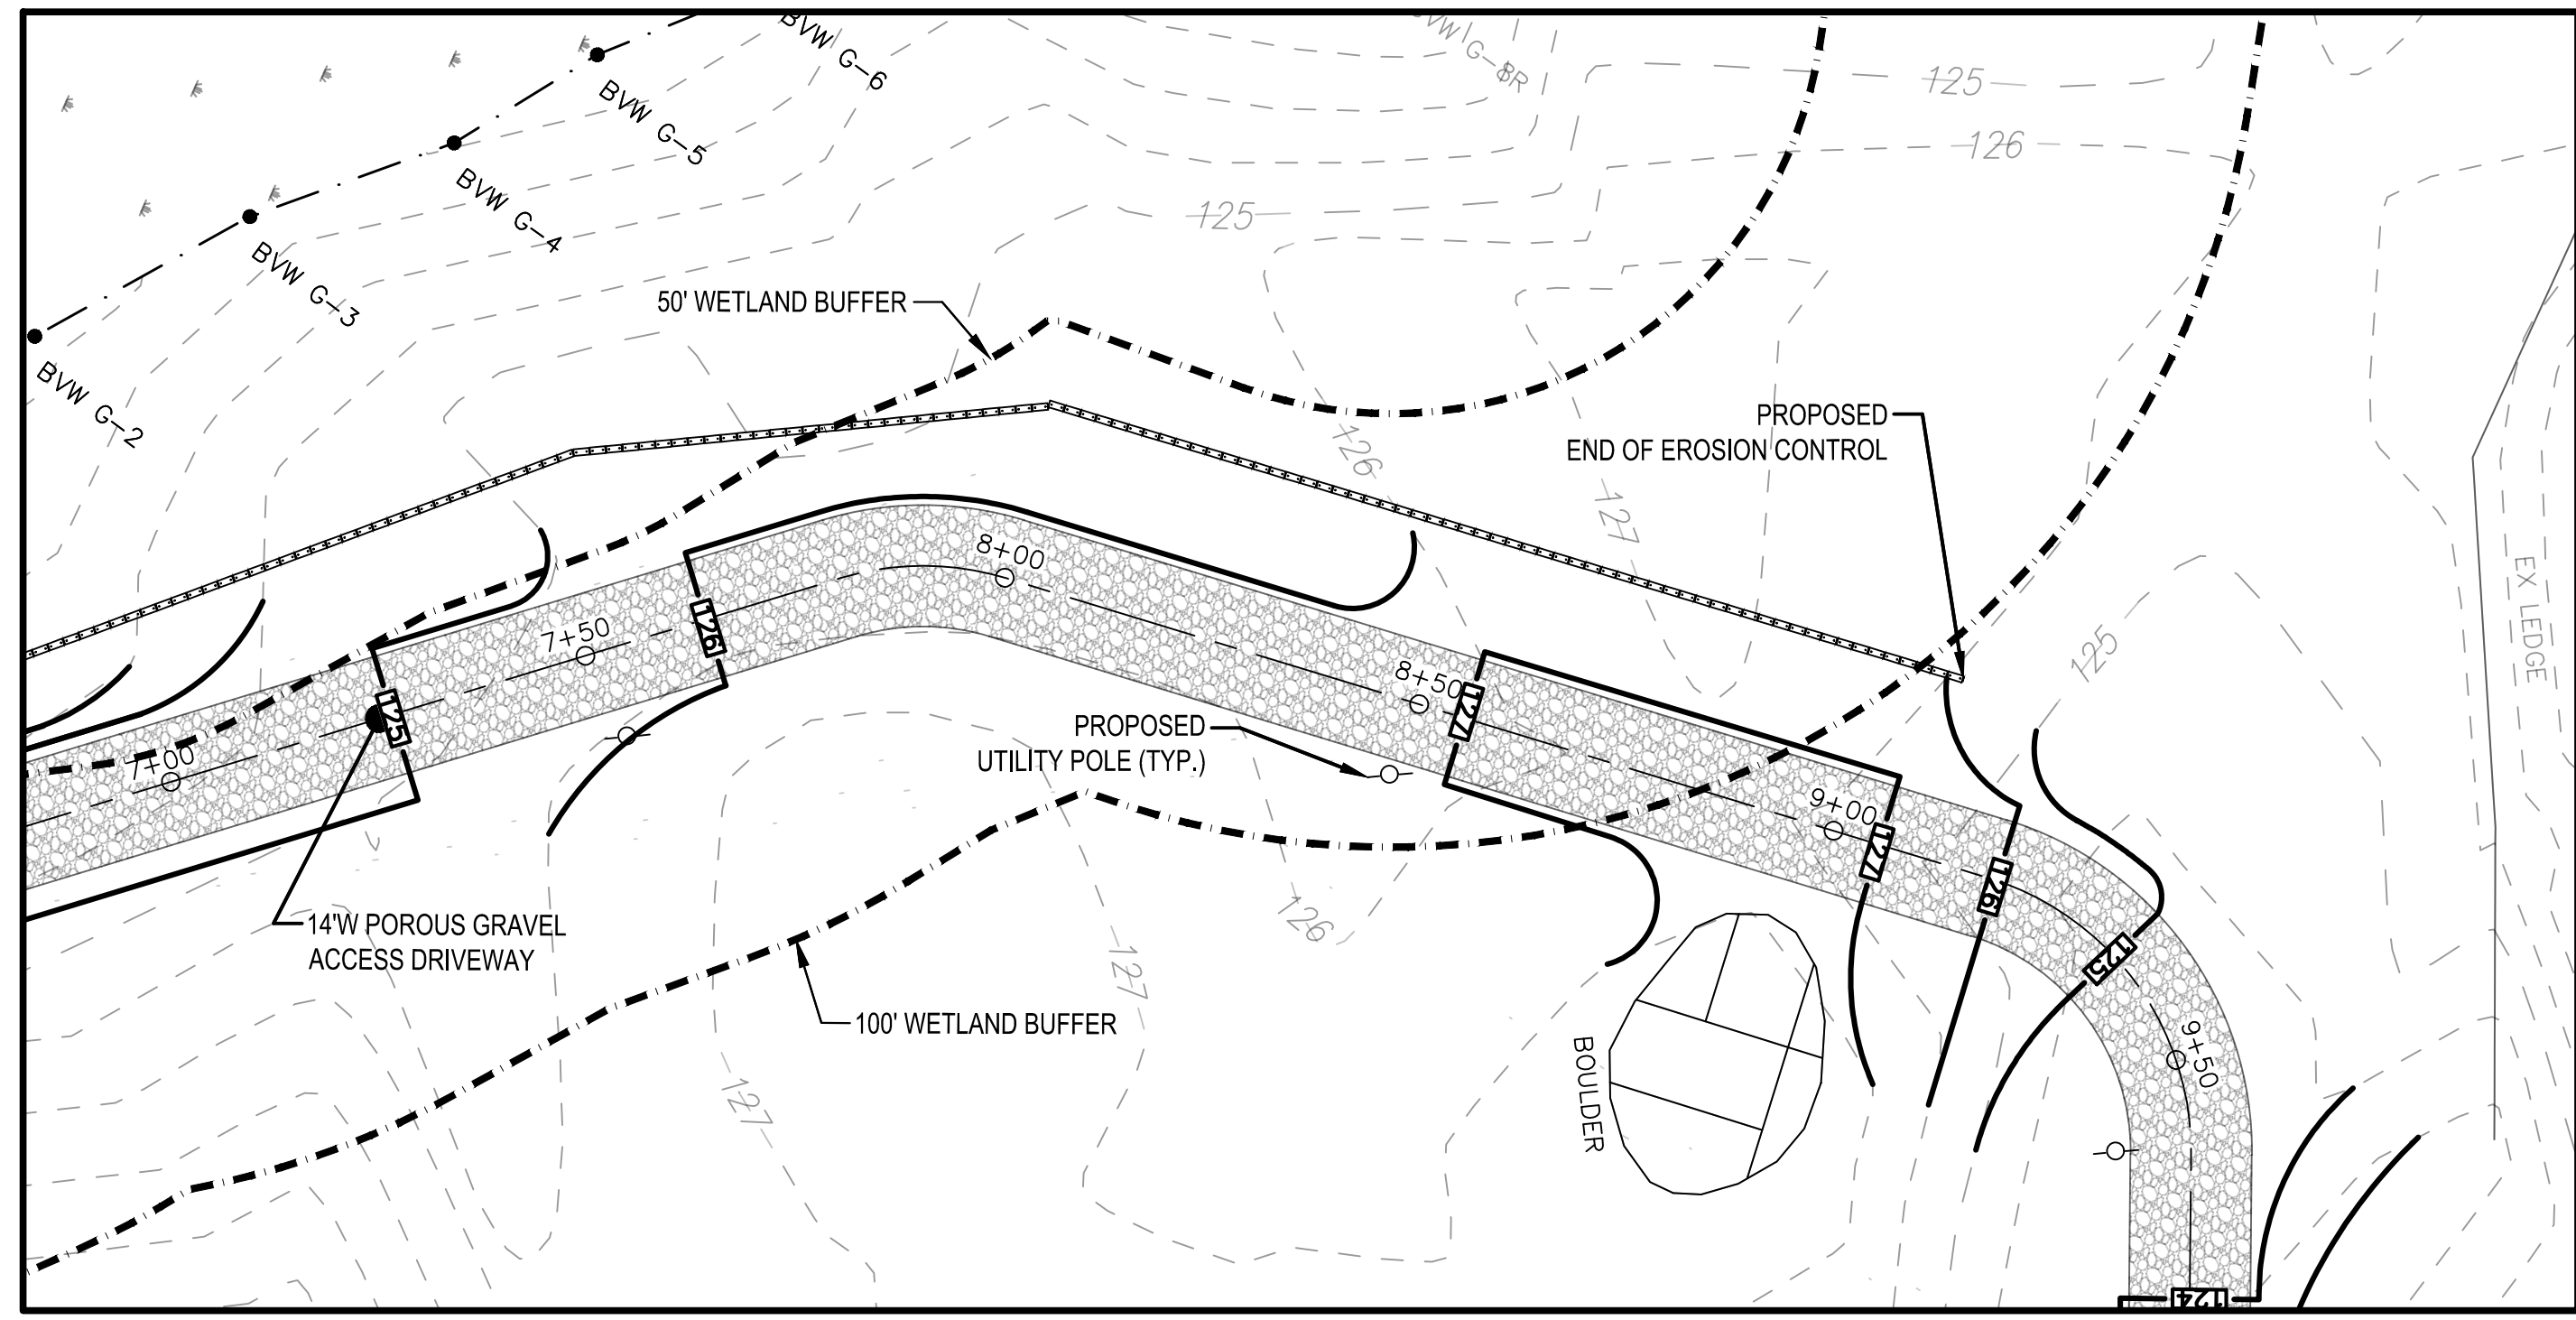 BVW G-6
BVW G-8R
BVW G-5
125
126
BVW G-4
125
BVW G-3
50' WETLAND BUFFER
BVW G-2
PROPOSED
END OF EROSION CONTROL
126
127
8+00
EX LEDGE
7+50
126
125
8+50
127
125
PROPOSED
UTILITY POLE (TYP.)
7+00
9+00
127
126
126
14'W POROUS GRAVEL
ACCESS DRIVEWAY
127
125
100' WETLAND BUFFER
BOULDER
9+50
127
124